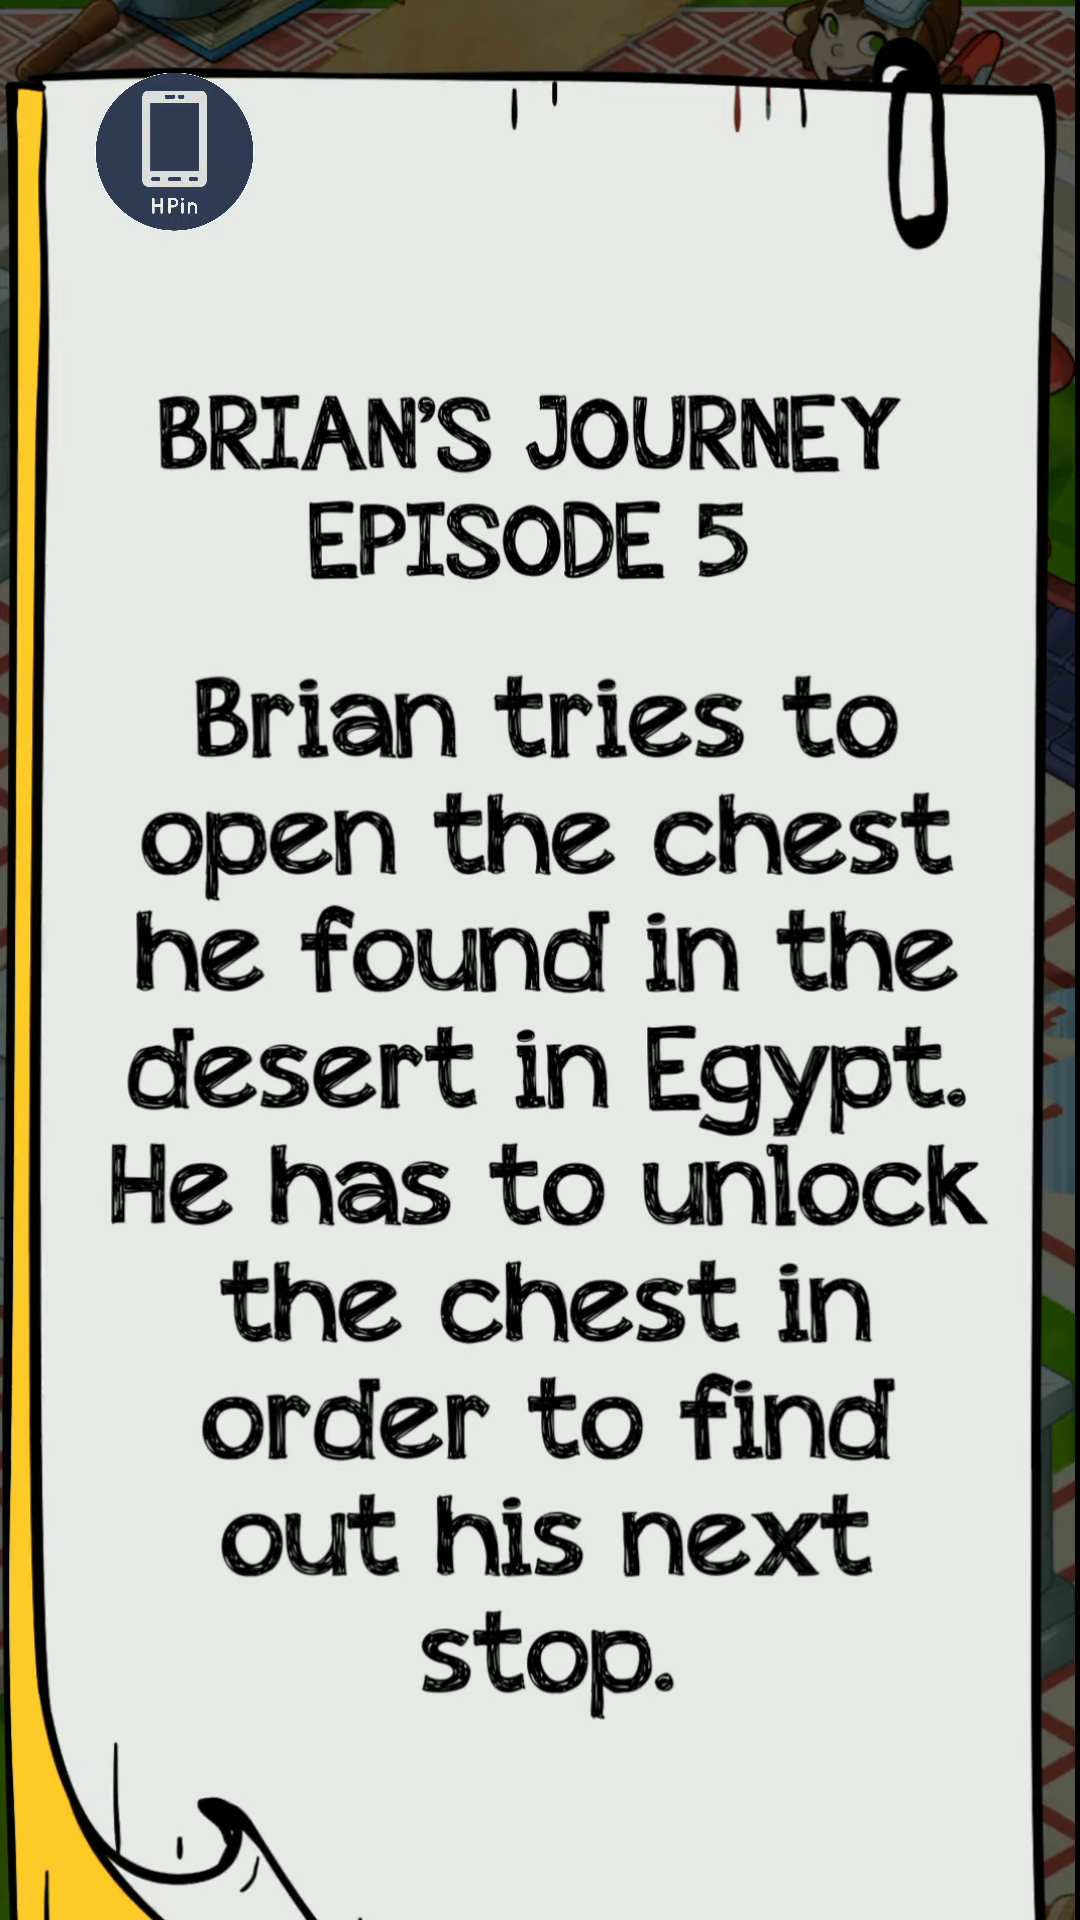 HPin
BRIAN'S JOURNEY
EPISODE 5
Brian tries to
open the chest
he found in the
desert in Egypt.
He has to unlock
the chest in
order to find
out his next
stop.